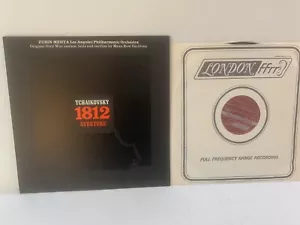 ZUBIN MEHTA Los Angeles Philharmonic Orchestra
TCHAIKOVSKY
1812
OVERTURE
LONDON ffrr
FULL FREQUENCY RANGE RECORDING